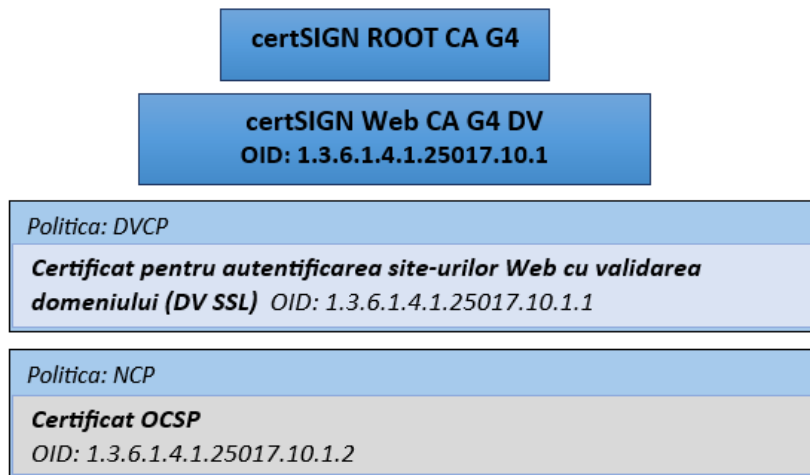 certSIGN ROOT CA G4
certSIGN Web CA G4 DV
OID: 1.3.6.1.4.1.25017.10.1
Politica: DVCP
Certificat pentru autentificarea site-urilor Web cu validarea
domeniului (DV SSL) OID: 1.3.6.1.4.1.25017.10.1.1
Politica: NCP
Certificat OCSP
OID: 1.3.6.1.4.1.25017.10.1.2